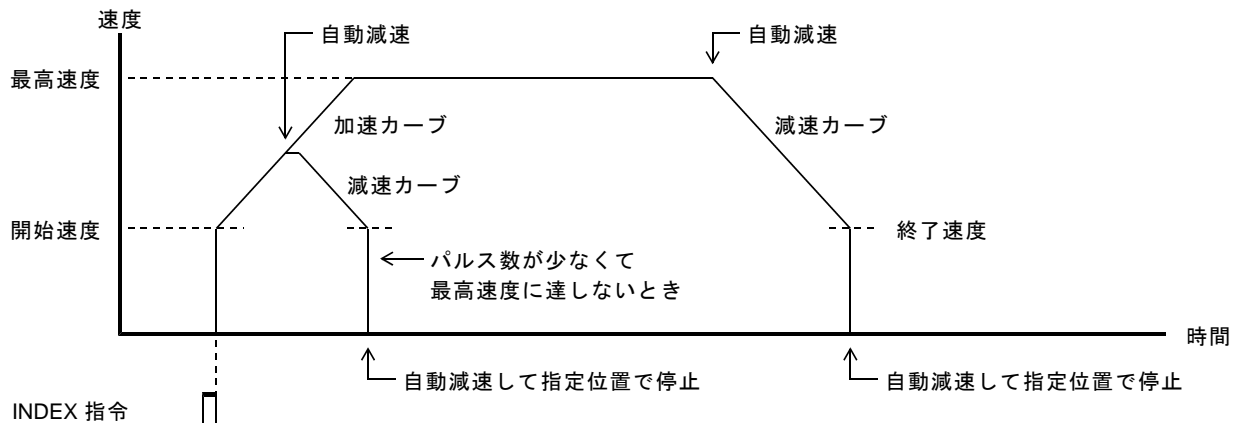 速度
自動減速
自動減速
最高速度
加速カーブ
減速カーブ
減速カーブ
開始速度
終了速度
パルス数が少なくて
最高速度に達しないとき
時間
自動減速して指定位置で停止
自動減速して指定位置で停止
INDEX 指令